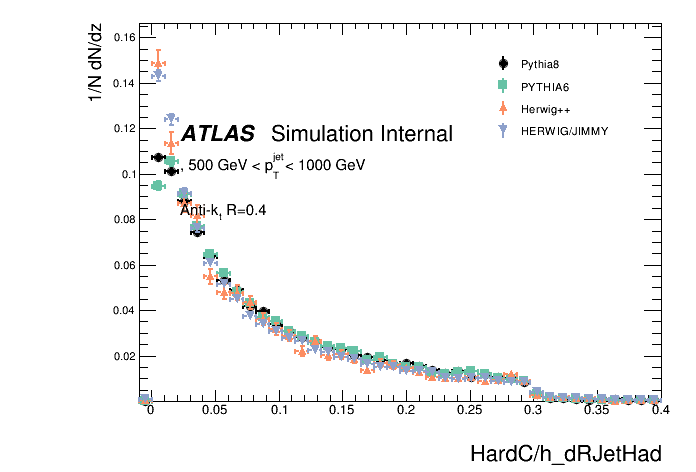 1/N dN/dz
0.16
0.14
0.12
0.1
0.08
0.06
0.04
0.02
Pythia8
PYTHIA6
Herwig++
HERWIG/JIMMY
ATLAS Simulation Internal
, 500 GeV < p_T^jet < 1000 GeV
Anti-k_t R=0.4
0 0.05 0.1 0.15 0.2 0.25 0.3 0.35 0.4
HardC/h_dRJetHad